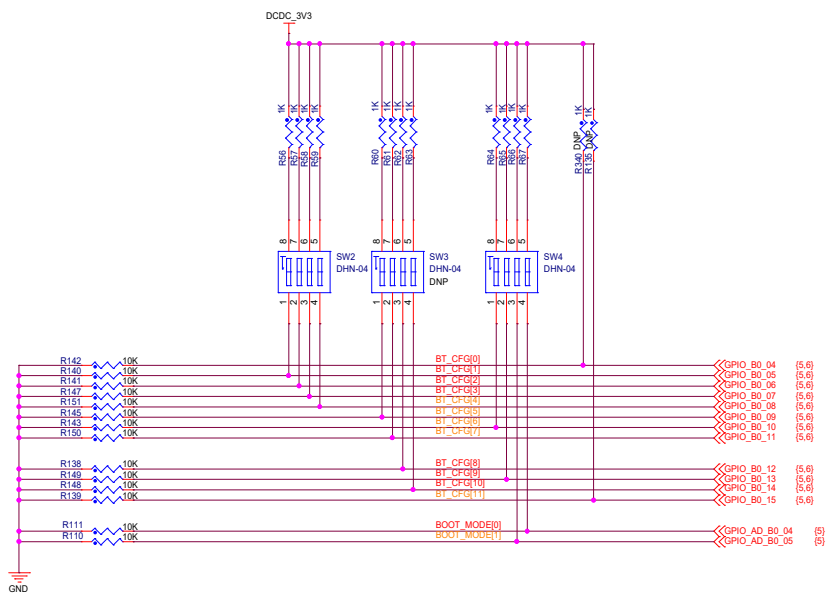 DCDC_3V3
1K 1K 1K 1K 1K 1K 1K 1K 1K 1K 1K 1K 1K 1K
R56 R57 R58 R59 R60 R61 R62 R63 R64 R65 R66 R67 R340 DNP R135 DNP
8 7 6 5 8 7 6 5 8 7 6 5
SW2 SW3 SW4
DHN-04 DHN-04 DHN-04
DNP
1 2 3 4 1 2 3 4 1 2 3 4
R142 10K BT_CFG[0] GPIO_B0_04 {5,6}
R140 10K BT_CFG[1] GPIO_B0_05 {5,6}
R141 10K BT_CFG[2] GPIO_B0_06 {5,6}
R147 10K BT_CFG[3] GPIO_B0_07 {5,6}
R151 10K BT_CFG[4] GPIO_B0_08 {5,6}
R145 10K BT_CFG[5] GPIO_B0_09 {5,6}
R143 10K BT_CFG[6] GPIO_B0_10 {5,6}
R150 10K BT_CFG[7] GPIO_B0_11 {5,6}
R138 10K BT_CFG[8] GPIO_B0_12 {5,6}
R149 10K BT_CFG[9] GPIO_B0_13 {5,6}
R148 10K BT_CFG[10] GPIO_B0_14 {5,6}
R139 10K BT_CFG[11] GPIO_B0_15 {5,6}
R111 10K BOOT_MODE[0] GPIO_AD_B0_04 {5}
R110 10K BOOT_MODE[1] GPIO_AD_B0_05 {5}
GND